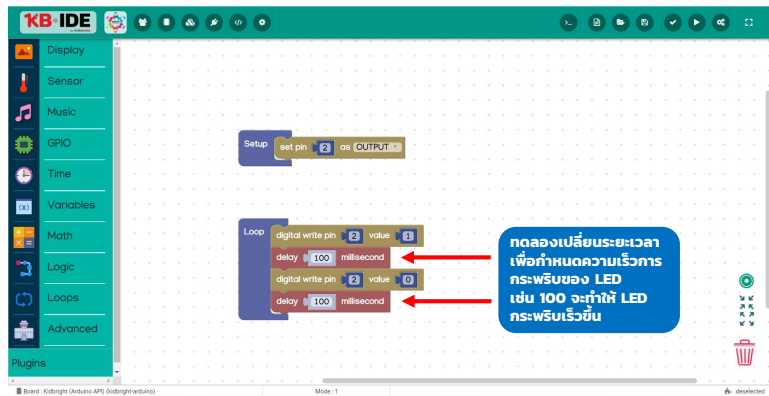 KB-IDE
Display
Sensor
Music
GPIO
Time
Variables
Math
Logic
Loops
Advanced
Plugins
Setup
set pin 2 as OUTPUT
Loop
digital write pin 2 value 1
delay 100 millisecond
digital write pin 2 value 0
delay 100 millisecond
ทดลองเปลี่ยนระยะเวลา
เพื่อกำหนดความเร็วการ
กระพริบของ LED
เช่น 100 จะทำให้ LED
กระพริบเร็วขึ้น
Board : Kidbright (Arduino API) (kidbright-arduino)
Mode : 1
deselected